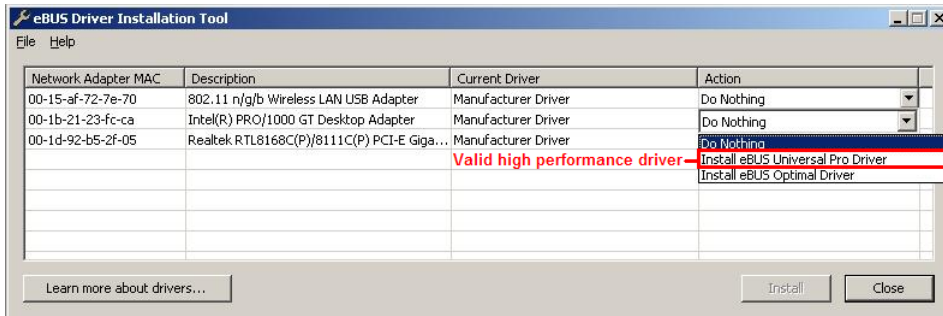 eBUS Driver Installation Tool
File Help
Network Adapter MAC Description Current Driver Action
00-15-af-72-7e-70 802.11 n/g/b Wireless LAN USB Adapter Manufacturer Driver Do Nothing
00-1b-21-23-fc-ca Intel(R) PRO/1000 GT Desktop Adapter Manufacturer Driver Do Nothing
00-1d-92-b5-2f-05 Realtek RTL8168C(P)/8111C(P) PCI-E Giga... Manufacturer Driver Do Nothing
Valid high performance driver Install eBUS Universal Pro Driver
Install eBUS Optimal Driver
Learn more about drivers... Install Close